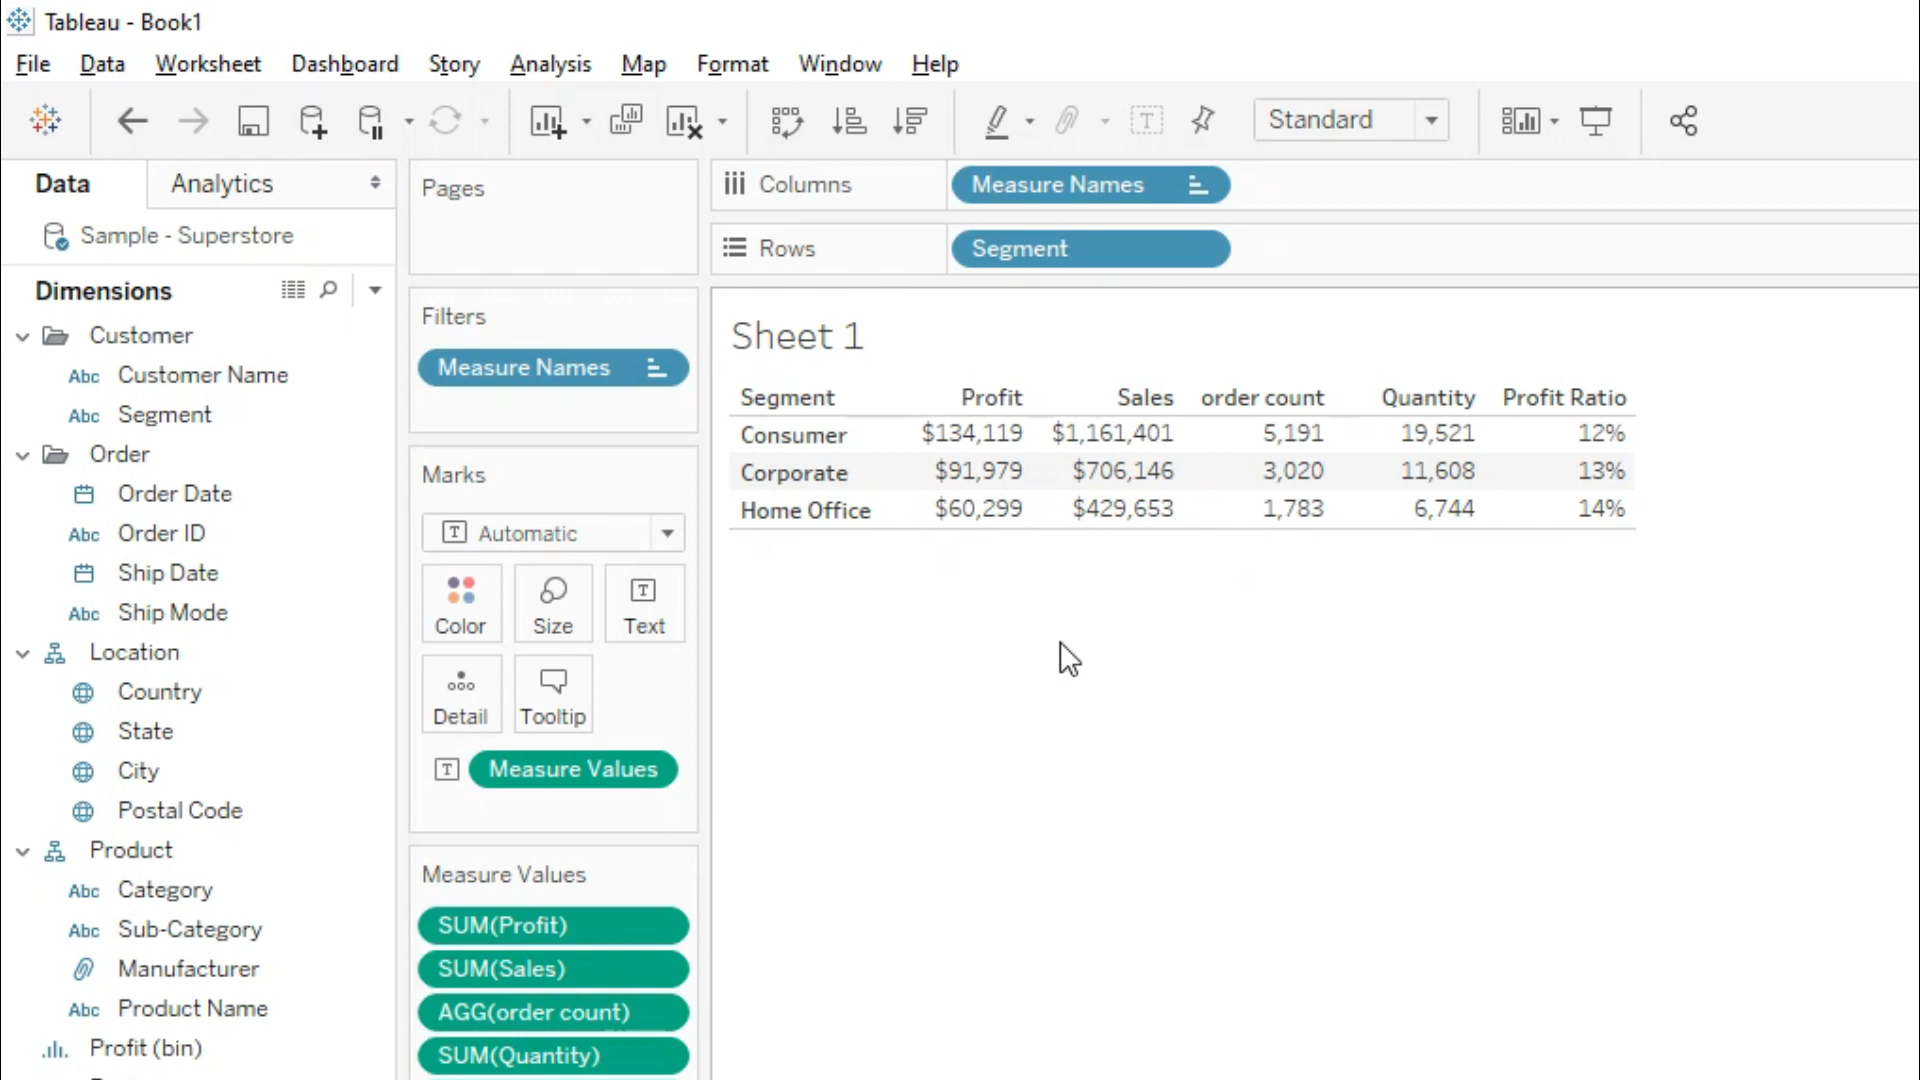 Tableau - Book1
File Data Worksheet Dashboard Story Analysis Map Format Window Help
Standard
Data Analytics
Sample - Superstore
Dimensions
Customer
Abc Customer Name
Abc Segment
Order
Order Date
Abc Order ID
Ship Date
Abc Ship Mode
Location
Country
State
City
Postal Code
Product
Abc Category
Abc Sub-Category
Manufacturer
Abc Product Name
Profit (bin)
Pages
Filters
Measure Names
Marks
T Automatic
Color Size T Text
Detail Tooltip
T Measure Values
Measure Values
SUM(Profit)
SUM(Sales)
AGG(order count)
SUM(Quantity)
Columns Measure Names
Rows Segment
Sheet 1
Segment Profit Sales order count Quantity Profit Ratio
Consumer $134,119 $1,161,401 5,191 19,521 12%
Corporate $91,979 $706,146 3,020 11,608 13%
Home Office $60,299 $429,653 1,783 6,744 14%